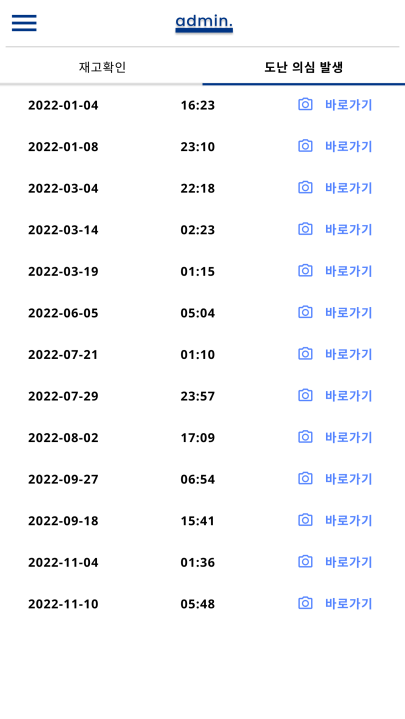 admin.
재고확인 도난 의심 발생
2022-01-04 16:23 바로가기
2022-01-08 23:10 바로가기
2022-03-04 22:18 바로가기
2022-03-14 02:23 바로가기
2022-03-19 01:15 바로가기
2022-06-05 05:04 바로가기
2022-07-21 01:10 바로가기
2022-07-29 23:57 바로가기
2022-08-02 17:09 바로가기
2022-09-27 06:54 바로가기
2022-09-18 15:41 바로가기
2022-11-04 01:36 바로가기
2022-11-10 05:48 바로가기